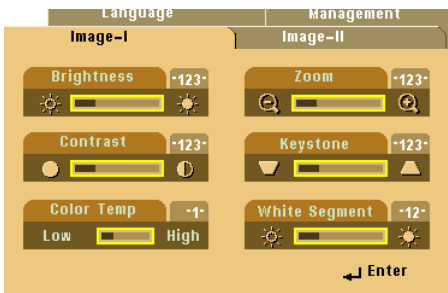 Language Management
Image-I Image-II
Brightness -123- Zoom -123-
Contrast -123- Keystone -123-
Color Temp -1- White Segment -12-
Low High
Enter